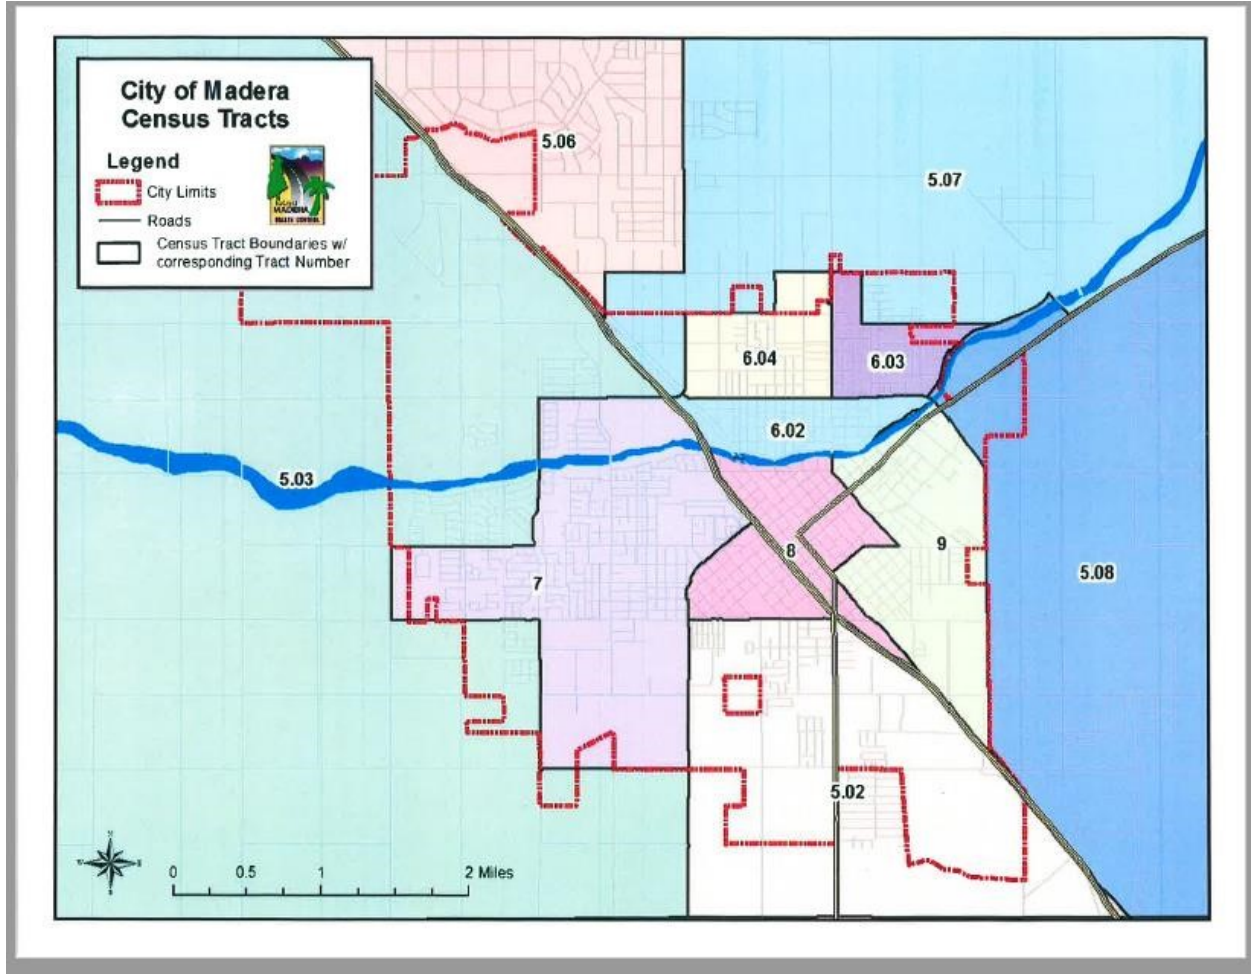 City of Madera
Census Tracts
Legend
City Limits
MADERA
Roads
Census Tract Boundaries w/
corresponding Tract Number
5.06
5.07
6.04
6.03
6.02
5.03
8
9
7
5.08
5.02
0 0.5 1 2 Miles